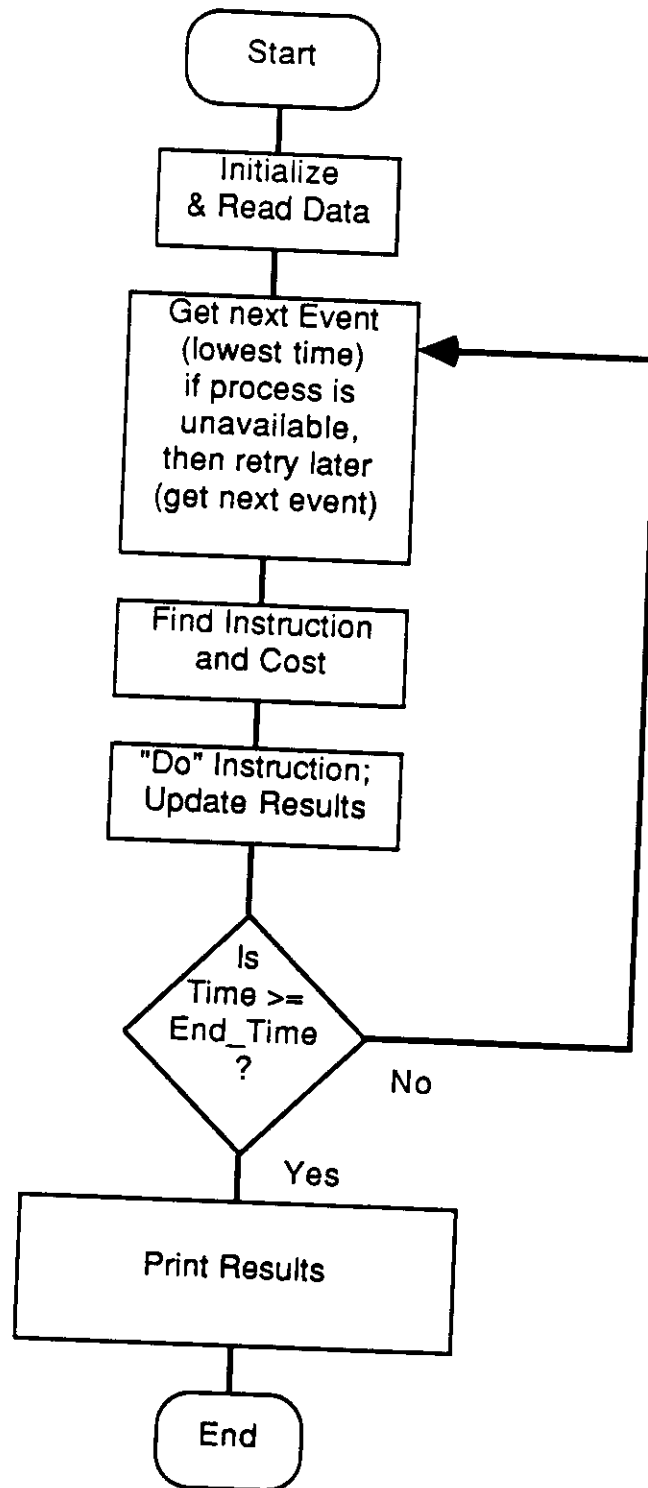 Start
Initialize
& Read Data
Get next Event
(lowest time)
if process is
unavailable,
then retry later
(get next event)
Find Instruction
and Cost
"Do" Instruction;
Update Results
Is
Time >=
End_Time
?
No
Yes
Print Results
End